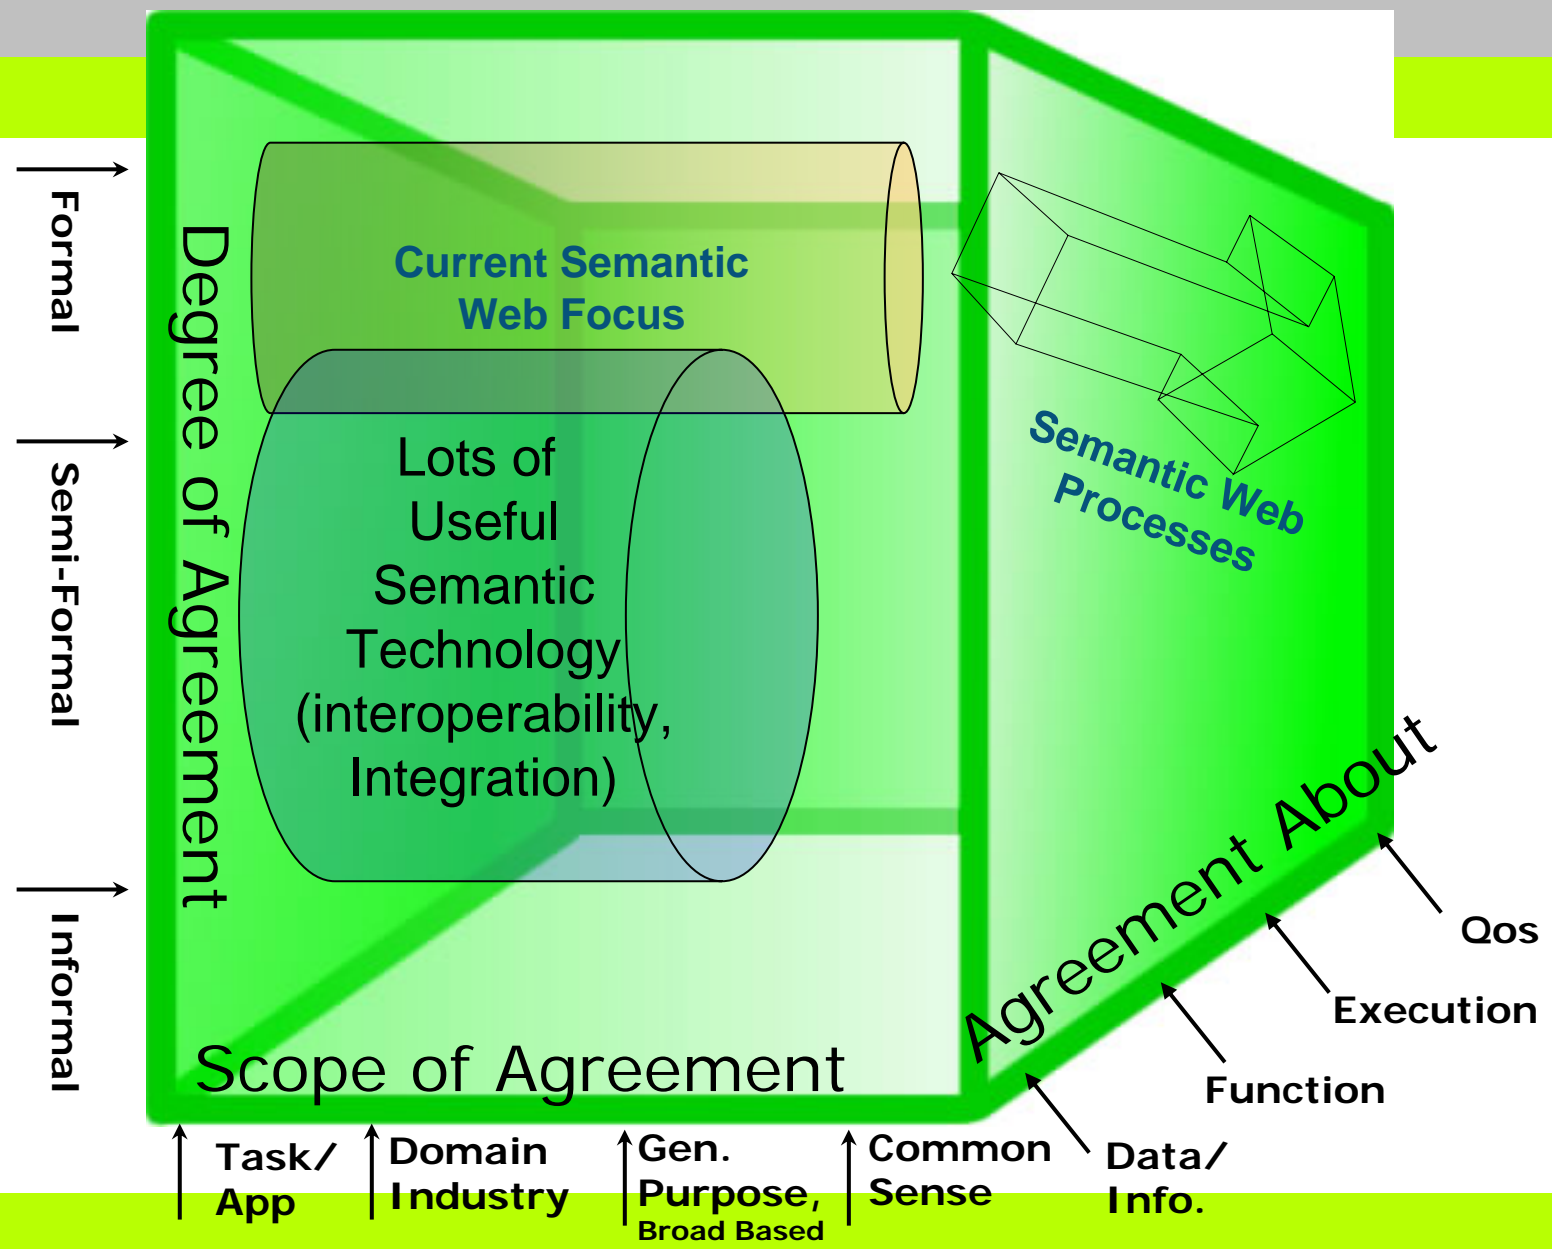 Formal
Semi-Formal
Informal
Degree of Agreement
Current Semantic
Web Focus
Lots of
Useful
Semantic
Technology
(interoperability,
Integration)
Semantic Web
Processes
Scope of Agreement
Agreement About
Task/
App
Domain
Industry
Gen.
Purpose,
Broad Based
Common
Sense
Data/
Info.
Function
Execution
Qos